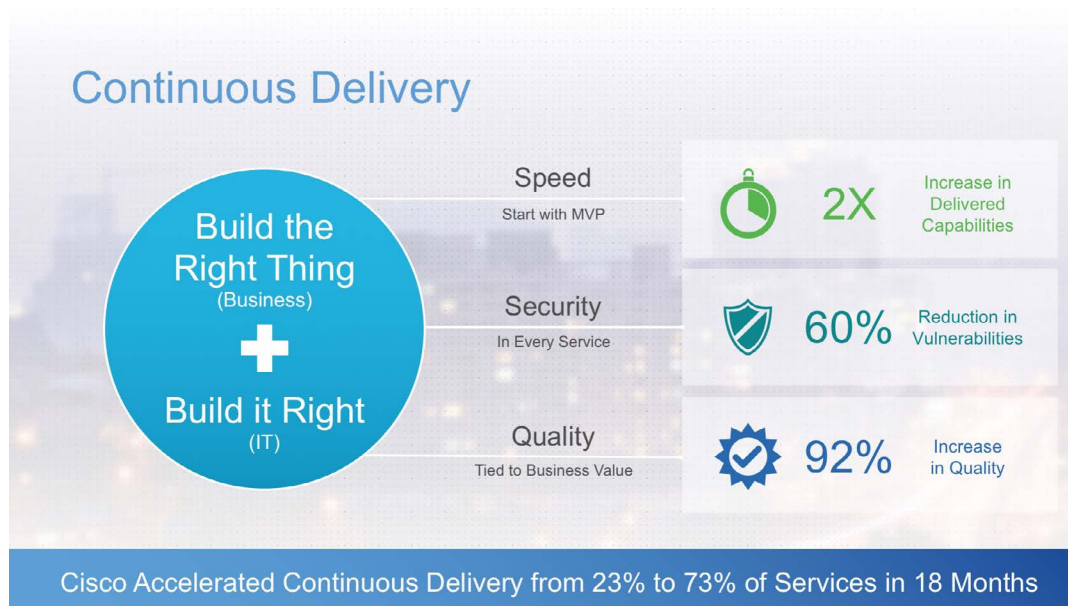 Continuous Delivery
Build the
Right Thing
(Business)
Build it Right
(IT)
Speed
Start with MVP
2X
Increase in
Delivered
Capabilities
Security
In Every Service
60%
Reduction in
Vulnerabilities
Quality
Tied to Business Value
92%
Increase
in Quality
Cisco Accelerated Continuous Delivery from 23% to 73% of Services in 18 Months